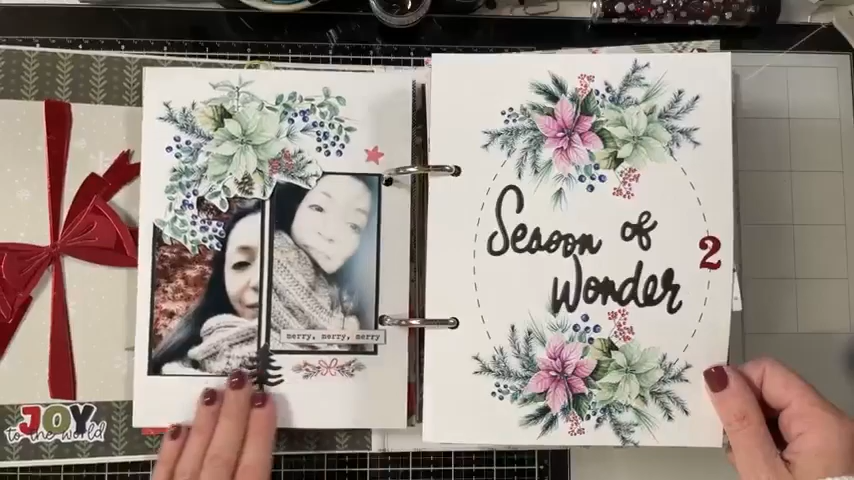 merry, merry, merry
JOY
to the world
Season of
Wonder
2